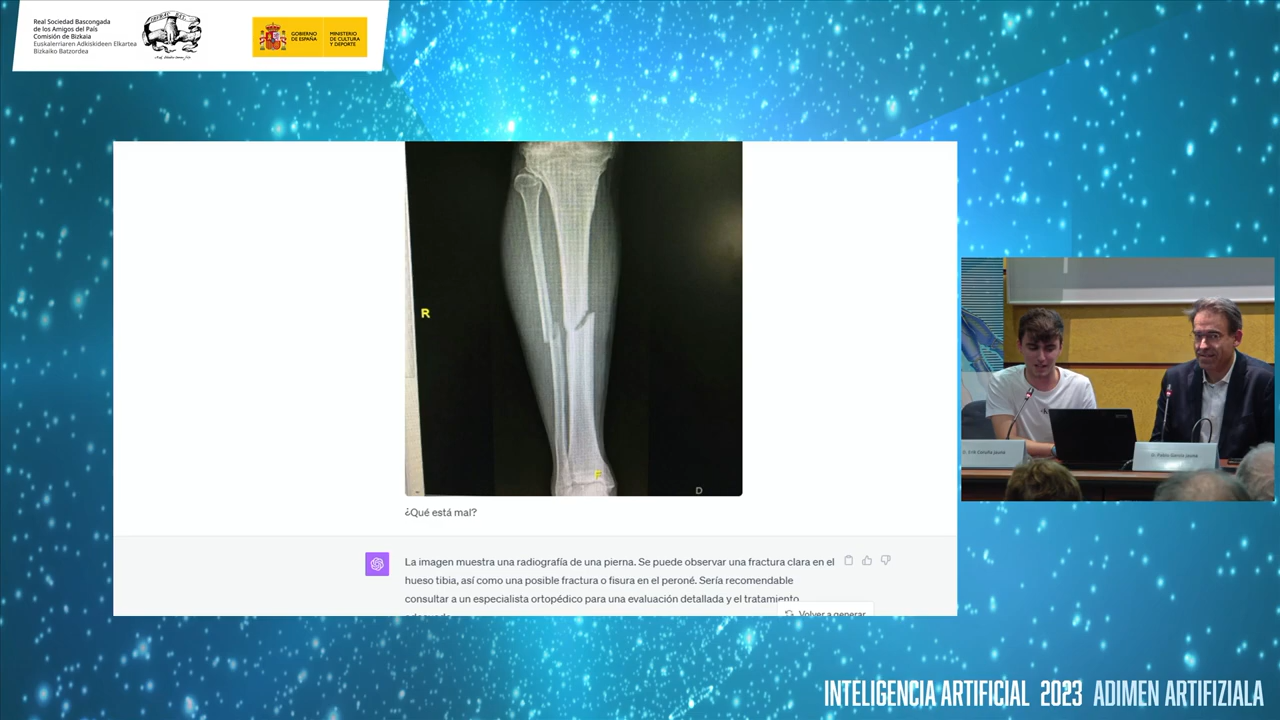 Real Sociedad Bascongada
de los Amigos del País
Comisión de Bizkaia
Euskalerriaren Adkiskideen Elkartea
Bizkaiko Batzordea
GOBIERNO
DE ESPAÑA
MINISTERIO
DE CULTURA
Y DEPORTE
R
D
¿Qué está mal?
La imagen muestra una radiografía de una pierna. Se puede observar una fractura clara en el
hueso tibia, así como una posible fractura o fisura en el peroné. Sería recomendable
consultar a un especialista ortopédico para una evaluación detallada y el tratamiento
Volver a generar
INTELIGENCIA ARTIFICIAL 2023 ADIMEN ARTIFIZIALA